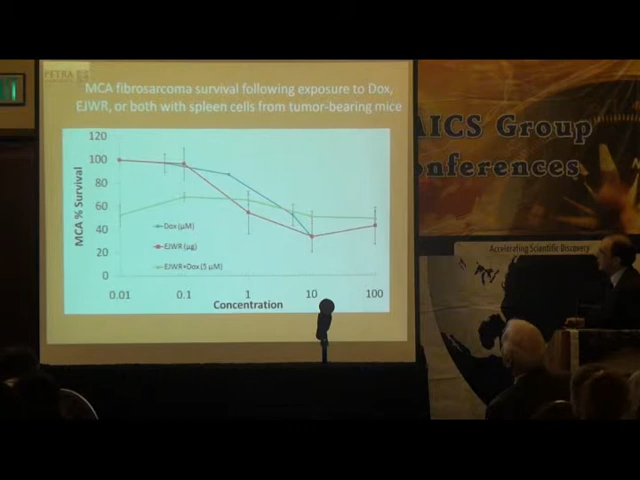 PETRA
MCA fibrosarcoma survival following exposure to Dox,
EJWR, or both with spleen cells from tumor-bearing mice
120
100
80
60
40
20
0
MCA % Survival
Dox (µM)
EJWR (µg)
EJWR+Dox (5 µM)
0.01
0.1
1
10
100
Concentration
AICS Group
onferences
Accelerating Scientific Discovery